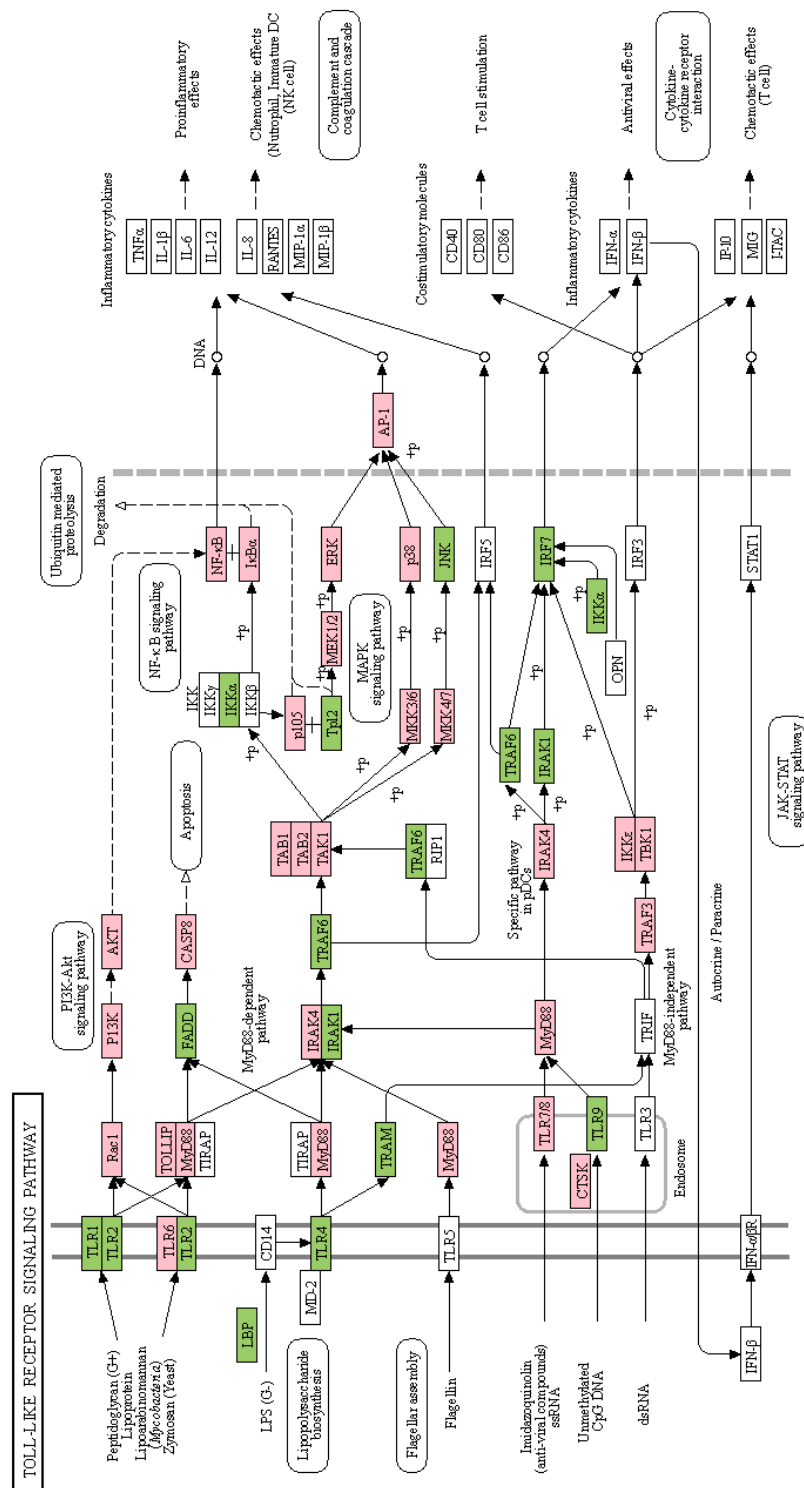 TOLL-LIKE RECEPTOR SIGNALING PATHWAY
PI3K-Akt
signaling pathway
Ubiquitin mediated
proteolysis
Degradation
Inflammatory cytokines
Peptidoglycan (G+)
Lipoprotein
Lipoarabinomannan
(Mycobacteria)
Zymosan (Yeast)
TLR1
TLR2
TLR6
TLR2
Rac1
PI3K
AKT
TOLLIP
MyD88
TIRAP
FADD
CASP8
Apoptosis
NF-κB signaling
pathway
IKK
IKKγ
IKKα
IKKβ
+p
NF-κB
IκBα
DNA
TNFα
IL-1β
IL-6
IL-12
Proinflammatory
effects
IL-8
RANTES
MIP-1α
MIP-1β
Chemotactic effects
(Nutrophil, Immature DC)
(NK cell)
Complement and
coagulation cascade
LBP
LPS (G-)
CD14
MD-2
TLR4
Lipopolysaccharide
biosynthesis
TIRAP
MyD88
TRAM
MyD88-dependent
pathway
IRAK4
IRAK1
TRAF6
TAB1
TAB2
TAK1
+p
+p
+p
p105
Tpl2
+p
MEK1/2
+p
ERK
MAPK
signaling pathway
MKK3/6
+p
p38
MKK4/7
+p
JNK
AP-1
+p
TRAF6
RIP1
Flagellar assembly
Flagellin
TLR5
MyD88
IRF5
Costimulatory molecules
CD40
CD80
CD86
T cell stimulation
Specific pathway
in pDCs
Imidazoquinolin
(anti-viral compounds)
ssRNA
TLR7/8
MyD88
IRAK4
+p
+p
TRAF6
IRAK1
+p
+p
IRF7
Inflammatory cytokines
IFN-α
IFN-β
Antiviral effects
Cytokine-
cytokine receptor
interaction
Unmethylated
CpG DNA
CTSK
TLR9
IKKα
+p
+p
OPN
dsRNA
TLR3
Endosome
TRIF
TRAF3
IKKε
TBK1
+p
IRF3
MyD88-independent
pathway
Autocrine / Paracrine
IP-10
MIG
I-TAC
Chemotactic effects
(T cell)
IFN-β
IFN-α/βR
JAK-STAT
signaling pathway
STAT1